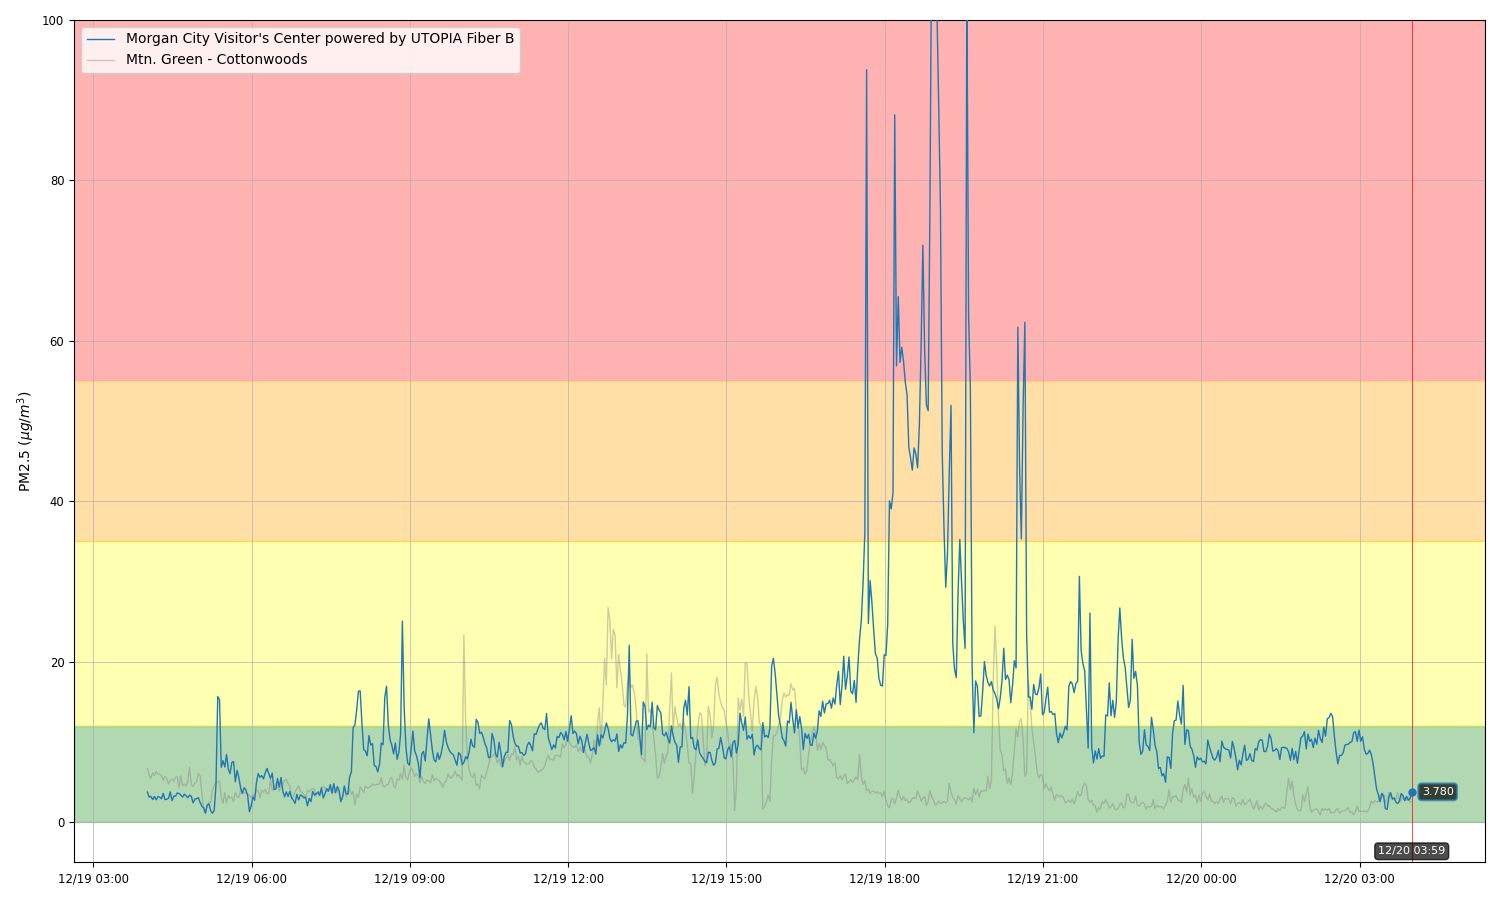 100
Morgan City Visitor's Center powered by UTOPIA Fiber B
Mtn. Green - Cottonwoods
80
60
PM2.5 (μg/m³)
40
20
3.780
0
12/20 03:59
12/19 03:00 12/19 06:00 12/19 09:00 12/19 12:00 12/19 15:00 12/19 18:00 12/19 21:00 12/20 00:00 12/20 03:00